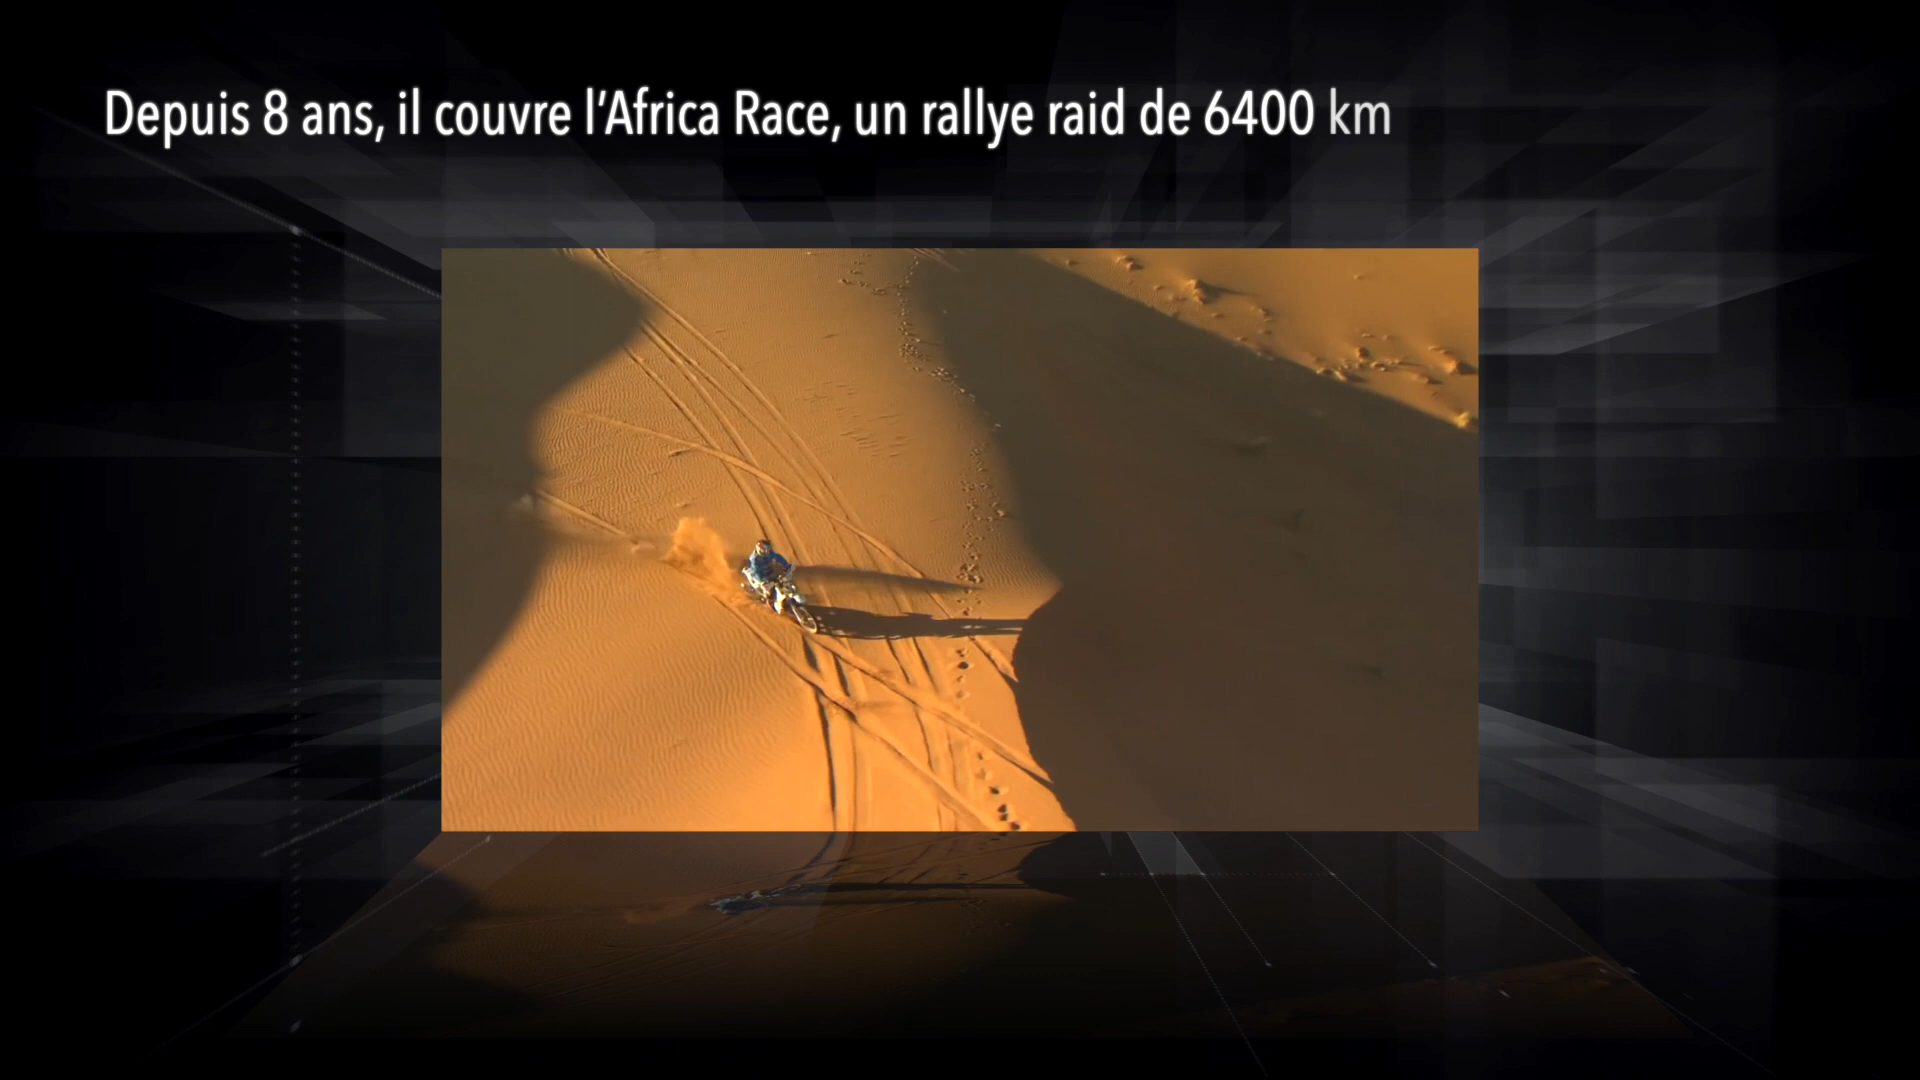 Depuis 8 ans, il couvre l’Africa Race, un rallye raid de 6400 km